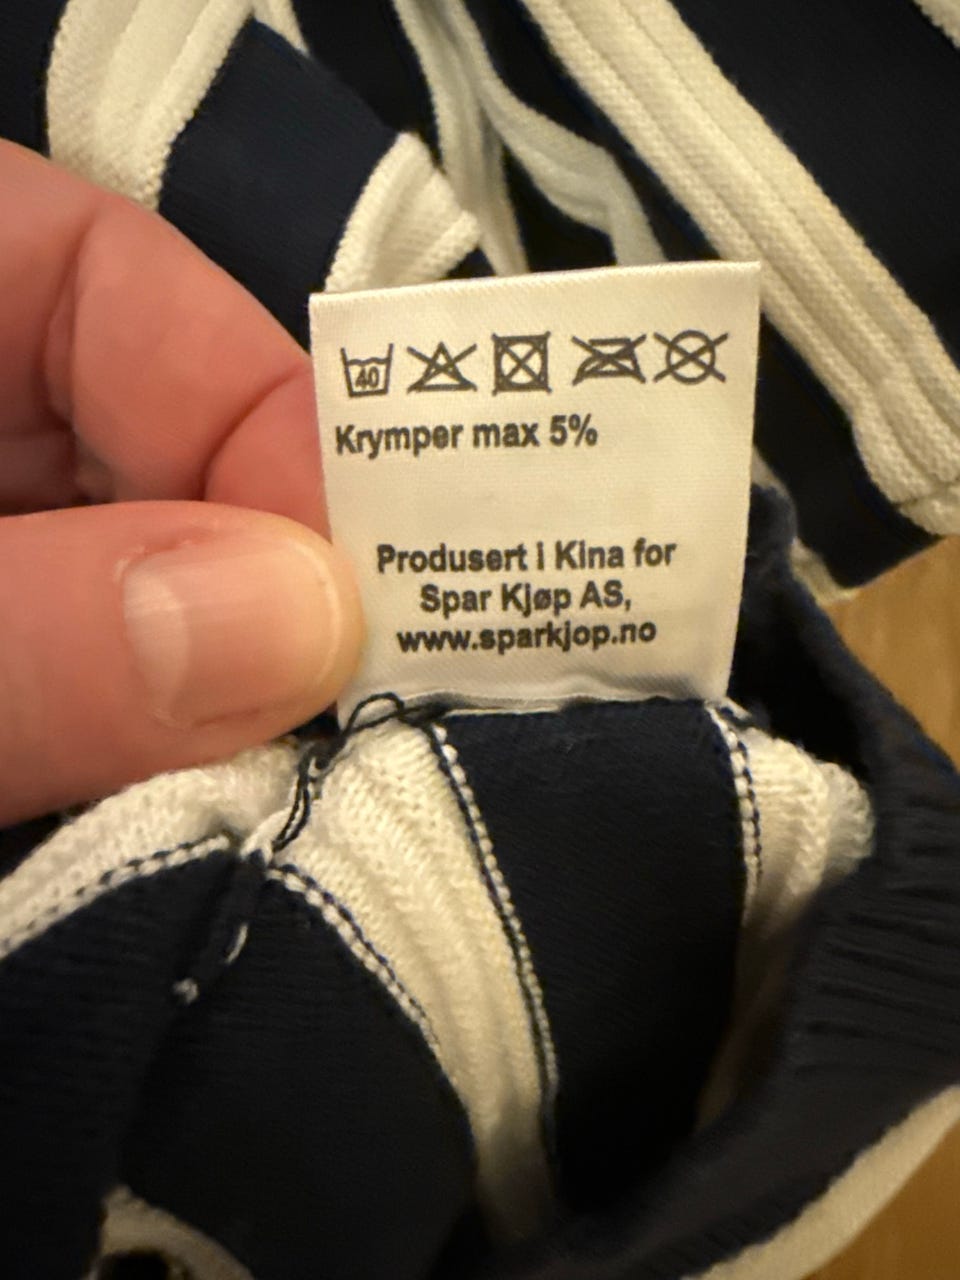 40
Krymper max 5%
Produsert i Kina for
Spar Kjøp AS,
www.sparkjop.no